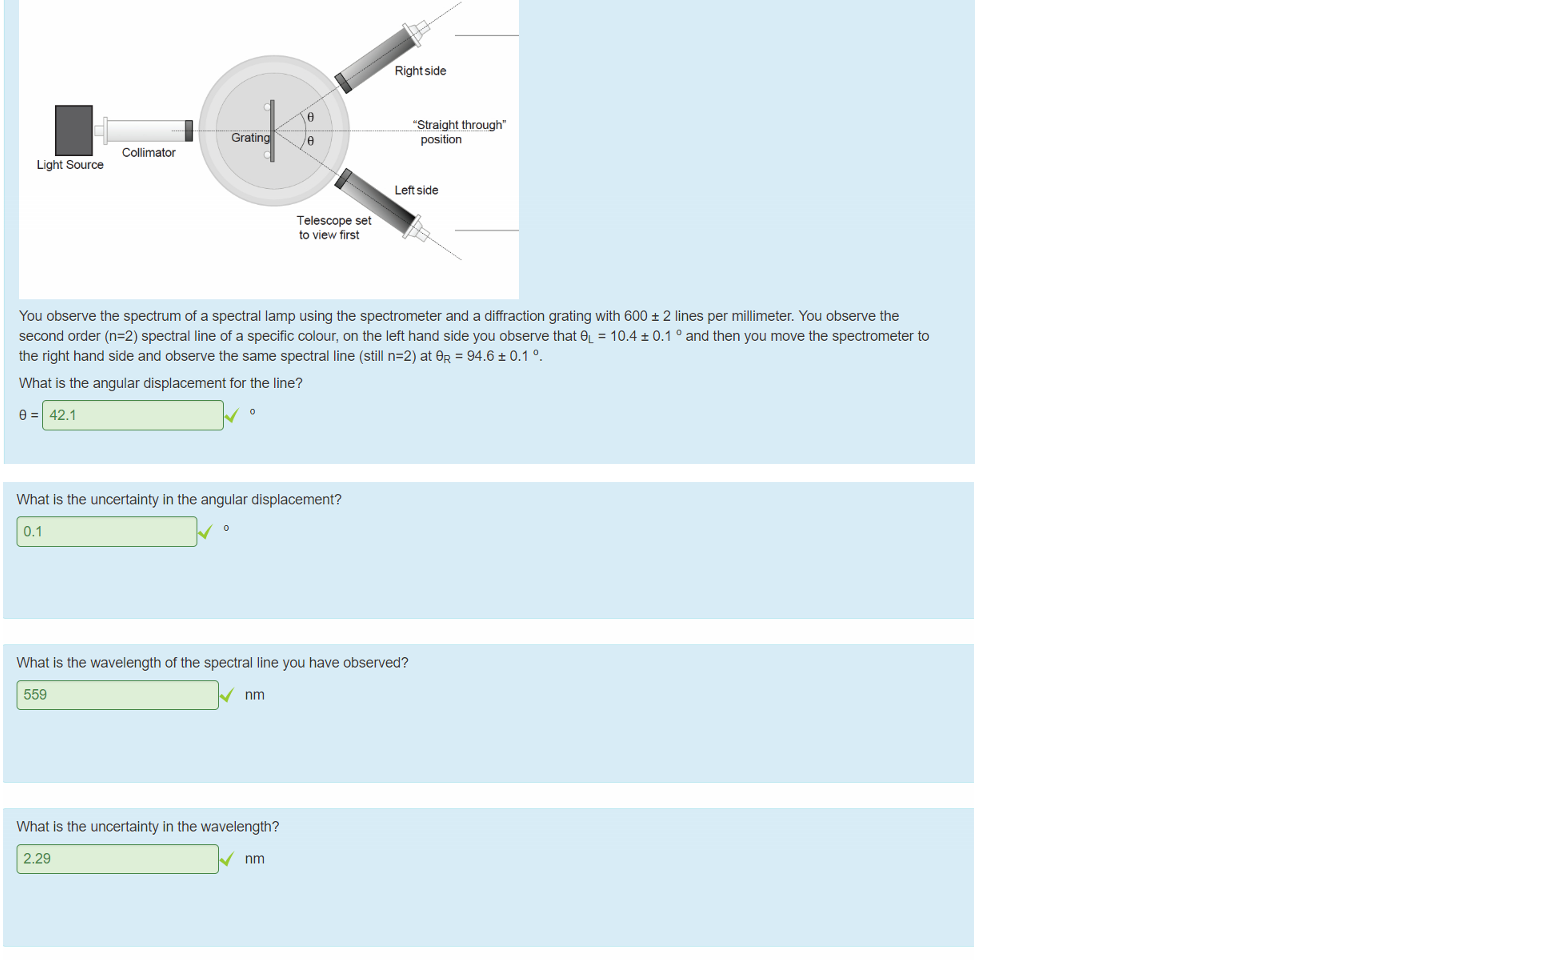 Right side
θ
"Straight through"
position
Grating
θ
Collimator
Light Source
Left side
Telescope set
to view first
You observe the spectrum of a spectral lamp using the spectrometer and a diffraction grating with 600 ± 2 lines per millimeter. You observe the
second order (n=2) spectral line of a specific colour, on the left hand side you observe that θL = 10.4 ± 0.1 º and then you move the spectrometer to
the right hand side and observe the same spectral line (still n=2) at θR = 94.6 ± 0.1 º.
What is the angular displacement for the line?
θ = 42.1 º
What is the uncertainty in the angular displacement?
0.1 º
What is the wavelength of the spectral line you have observed?
559 nm
What is the uncertainty in the wavelength?
2.29 nm